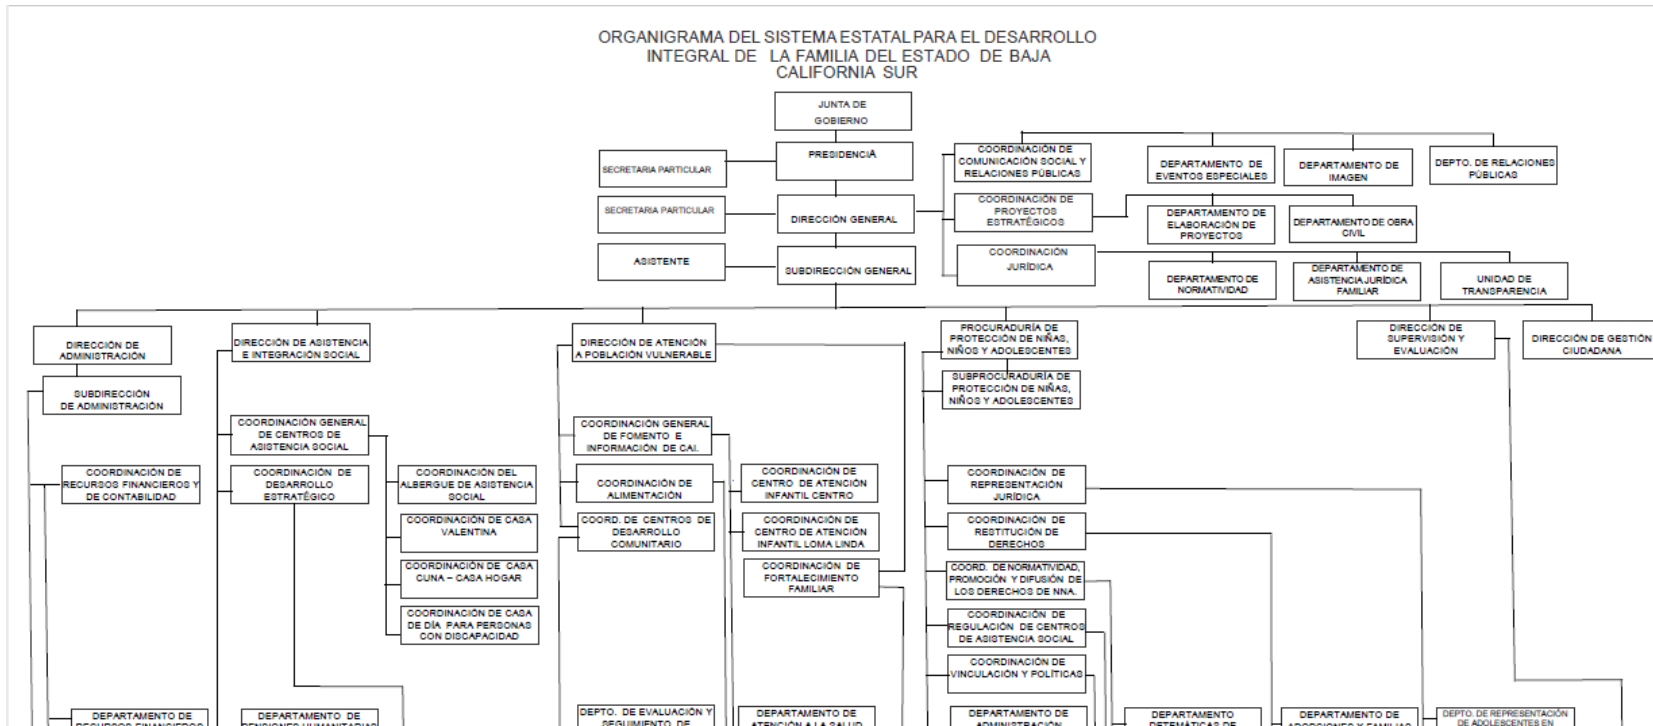 ORGANIGRAMA DEL SISTEMA ESTATAL PARA EL DESARROLLO
INTEGRAL DE LA FAMILIA DEL ESTADO DE BAJA
CALIFORNIA SUR
JUNTA DE
GOBIERNO
PRESIDENCIA
SECRETARIA PARTICULAR
SECRETARIA PARTICULAR
DIRECCIÓN GENERAL
ASISTENTE
SUBDIRECCIÓN GENERAL
COORDINACIÓN DE
COMUNICACIÓN SOCIAL Y
RELACIONES PÚBLICAS
DEPARTAMENTO DE
EVENTOS ESPECIALES
DEPARTAMENTO DE
IMAGEN
DEPTO. DE RELACIONES
PÚBLICAS
COORDINACIÓN DE
PROYECTOS
ESTRATÉGICOS
DEPARTAMENTO DE
ELABORACIÓN DE
PROYECTOS
DEPARTAMENTO DE OBRA
CIVIL
COORDINACIÓN
JURÍDICA
DEPARTAMENTO DE
NORMATIVIDAD
DEPARTAMENTO DE
ASISTENCIA JURÍDICA
FAMILIAR
UNIDAD DE
TRANSPARENCIA
DIRECCIÓN DE
ADMINISTRACIÓN
DIRECCIÓN DE ASISTENCIA
E INTEGRACIÓN SOCIAL
DIRECCIÓN DE ATENCIÓN
A POBLACIÓN VULNERABLE
PROCURADURÍA DE
PROTECCIÓN DE NIÑAS,
NIÑOS Y ADOLESCENTES
DIRECCIÓN DE
SUPERVISIÓN Y
EVALUACIÓN
DIRECCIÓN DE GESTIÓN
CIUDADANA
SUBDIRECCIÓN
DE ADMINISTRACIÓN
SUBPROCURADURÍA DE
PROTECCIÓN DE NIÑAS,
NIÑOS Y ADOLESCENTES
COORDINACIÓN GENERAL
DE CENTROS DE
ASISTENCIA SOCIAL
COORDINACIÓN GENERAL
DE FOMENTO E
INFORMACIÓN DE CAI.
COORDINACIÓN DE
RECURSOS FINANCIEROS Y
DE CONTABILIDAD
COORDINACIÓN DE
DESARROLLO
ESTRATÉGICO
COORDINACIÓN DEL
ALBERGUE DE ASISTENCIA
SOCIAL
COORDINACIÓN DE
ALIMENTACIÓN
COORDINACIÓN DE
CENTRO DE ATENCIÓN
INFANTIL CENTRO
COORDINACIÓN DE
REPRESENTACIÓN
JURÍDICA
COORDINACIÓN DE CASA
VALENTINA
COORD. DE CENTROS DE
DESARROLLO
COMUNITARIO
COORDINACIÓN DE
CENTRO DE ATENCIÓN
INFANTIL LOMA LINDA
COORDINACIÓN DE
RESTITUCIÓN DE
DERECHOS
COORDINACIÓN DE CASA
CUNA – CASA HOGAR
COORDINACIÓN DE
FORTALECIMIENTO
FAMILIAR
COORD. DE NORMATIVIDAD,
PROMOCIÓN Y DIFUSIÓN DE
LOS DERECHOS DE NNA.
COORDINACIÓN DE CASA
DE DÍA PARA PERSONAS
CON DISCAPACIDAD
COORDINACIÓN DE
REGULACIÓN DE CENTROS
DE ASISTENCIA SOCIAL
COORDINACIÓN DE
VINCULACIÓN Y POLÍTICAS
DEPARTAMENTO DE
RECURSOS FINANCIEROS
DEPARTAMENTO DE
PENSIONES HUMANITARIAS
DEPTO. DE EVALUACIÓN Y
SEGUIMIENTO DE
DEPARTAMENTO DE
ATENCIÓN A LA SALUD
DEPARTAMENTO DE
ADMINISTRACIÓN
DEPARTAMENTO
DEPARTAMENTO DE
ADOPCIONES Y FAMILIAS
DEPTO. DE REPRESENTACIÓN
DE ADOLESCENTES EN